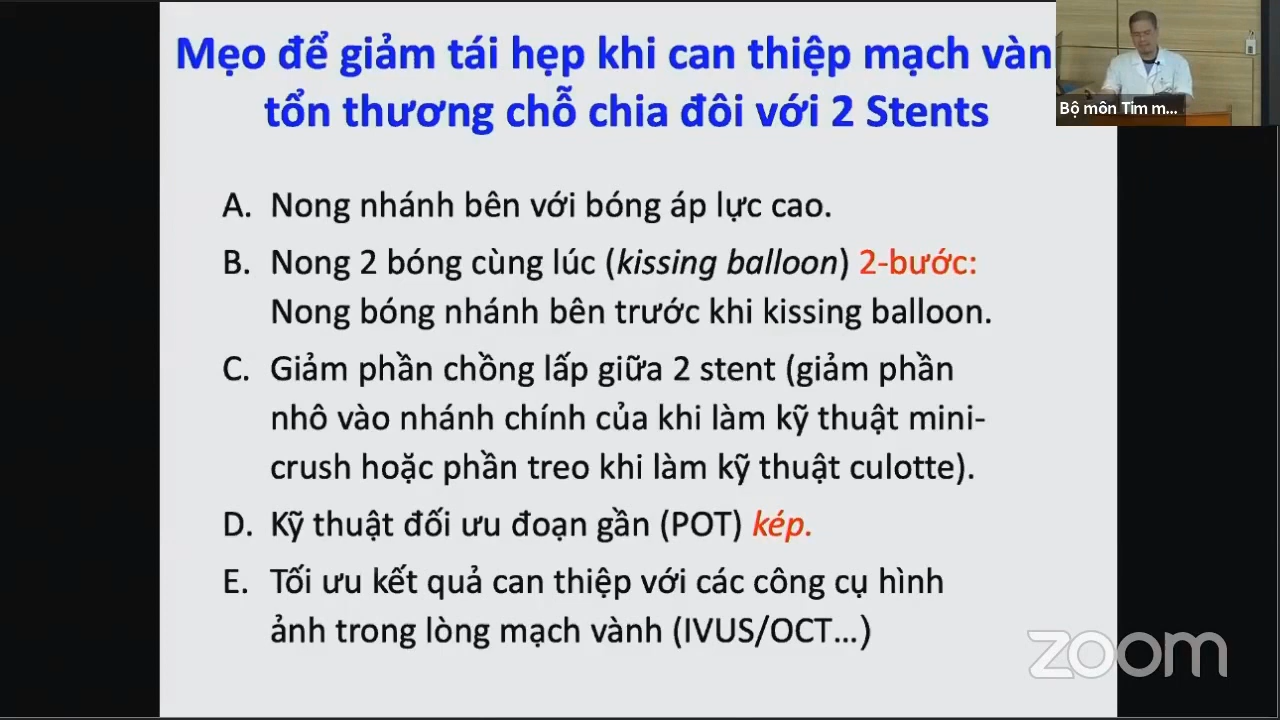 Mẹo để giảm tái hẹp khi can thiệp mạch vàn
tổn thương chỗ chia đôi với 2 Stents
Bộ môn Tim m...
A. Nong nhánh bên với bóng áp lực cao.
B. Nong 2 bóng cùng lúc (kissing balloon) 2-bước:
Nong bóng nhánh bên trước khi kissing balloon.
C. Giảm phần chồng lấp giữa 2 stent (giảm phần
nhô vào nhánh chính của khi làm kỹ thuật mini-
crush hoặc phần treo khi làm kỹ thuật culotte).
D. Kỹ thuật đối ưu đoạn gần (POT) kép.
E. Tối ưu kết quả can thiệp với các công cụ hình
ảnh trong lòng mạch vành (IVUS/OCT...)
zoom